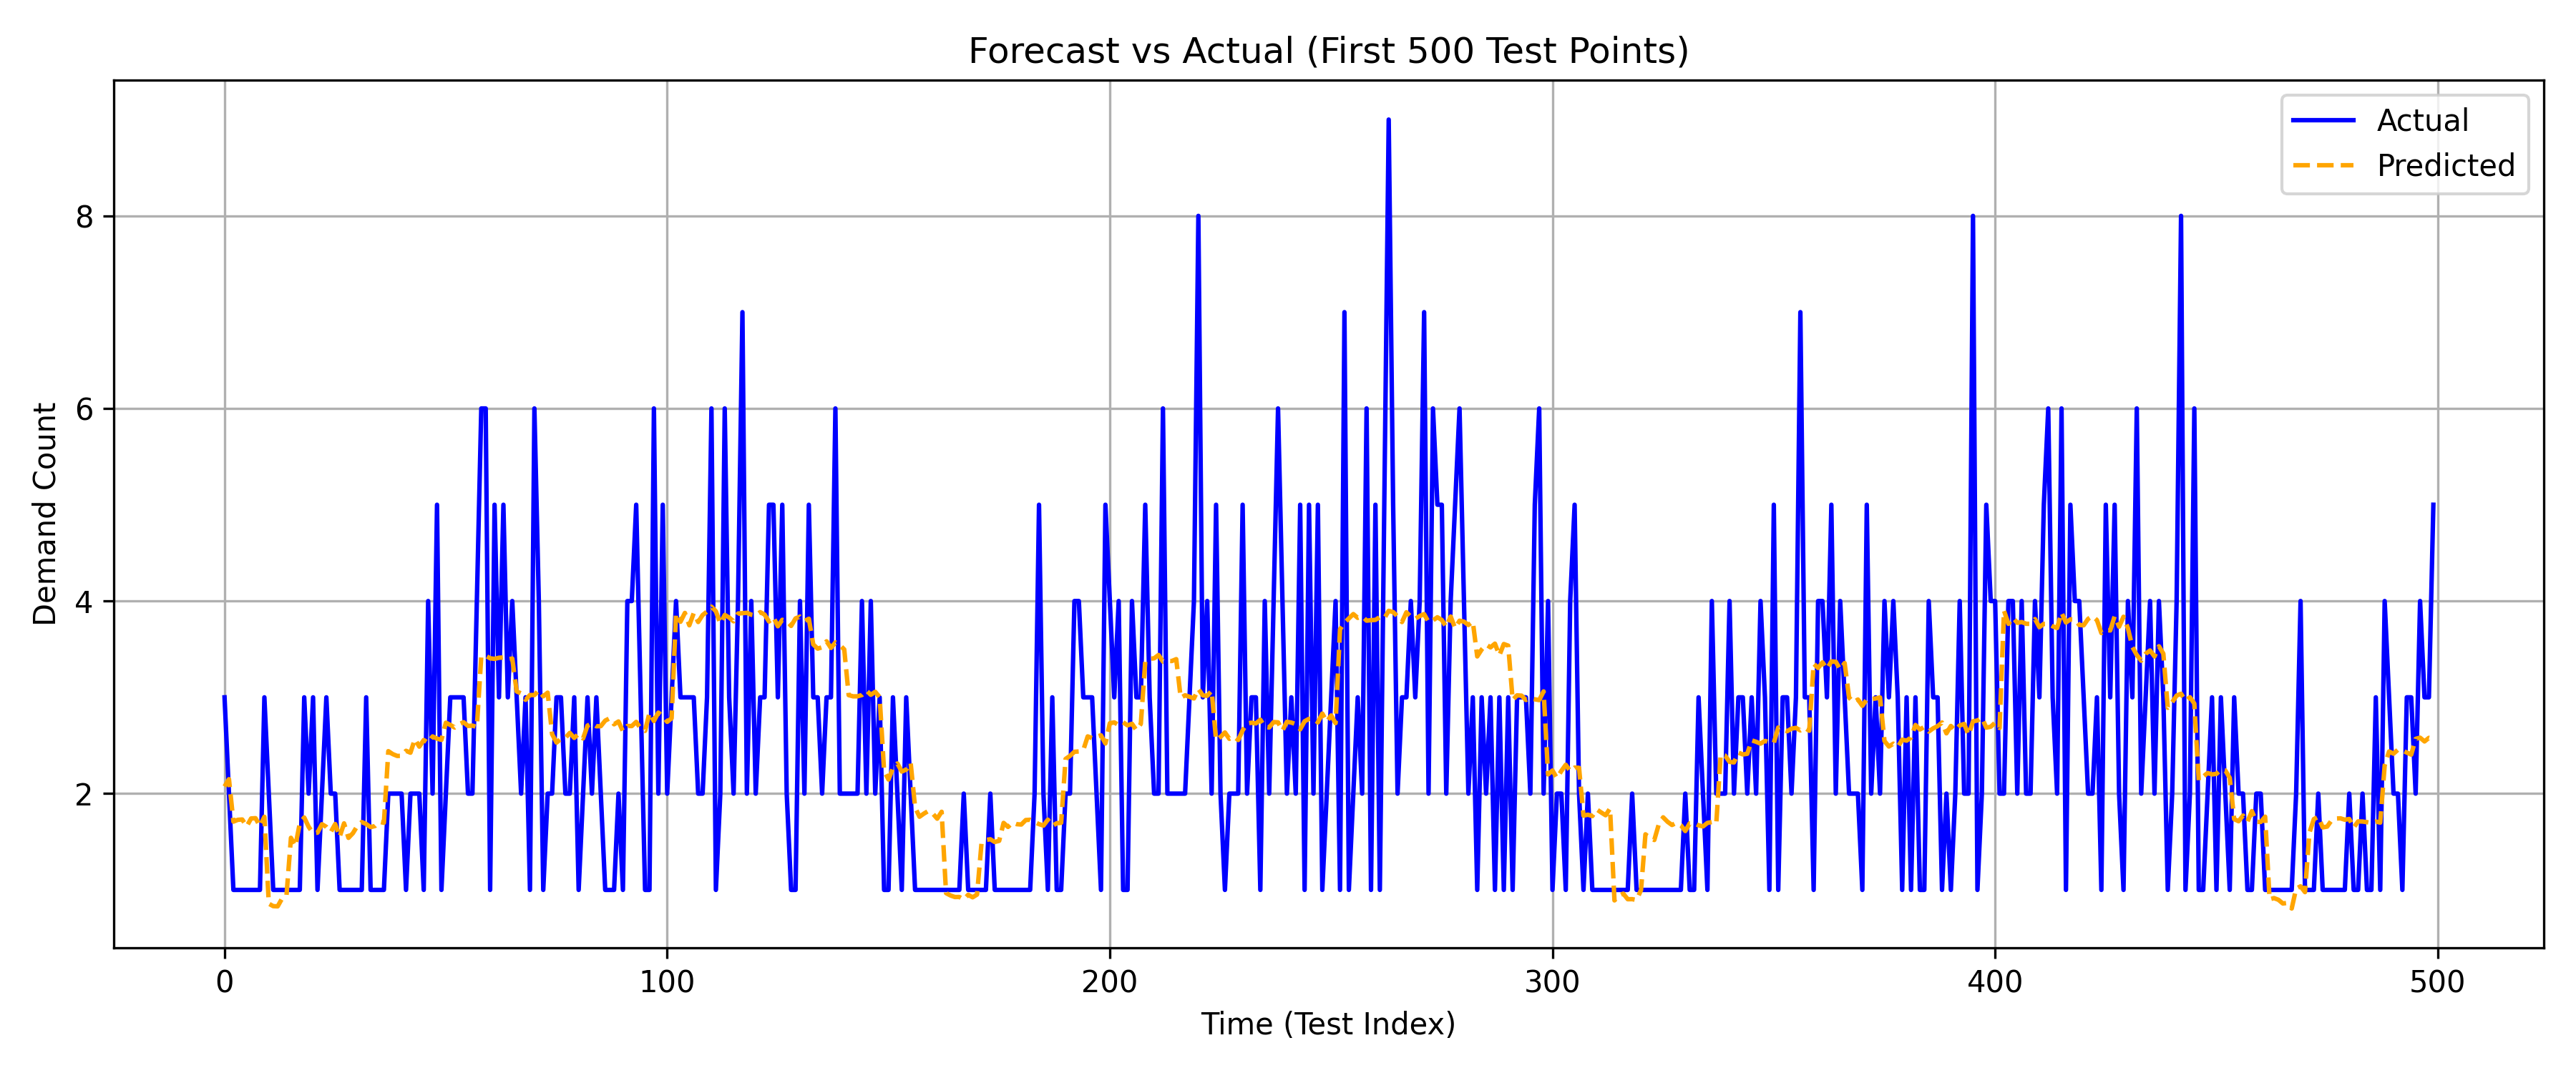 Forecast vs Actual (First 500 Test Points)
Actual
Predicted
Demand Count
8
6
4
2
0 100 200 300 400 500
Time (Test Index)